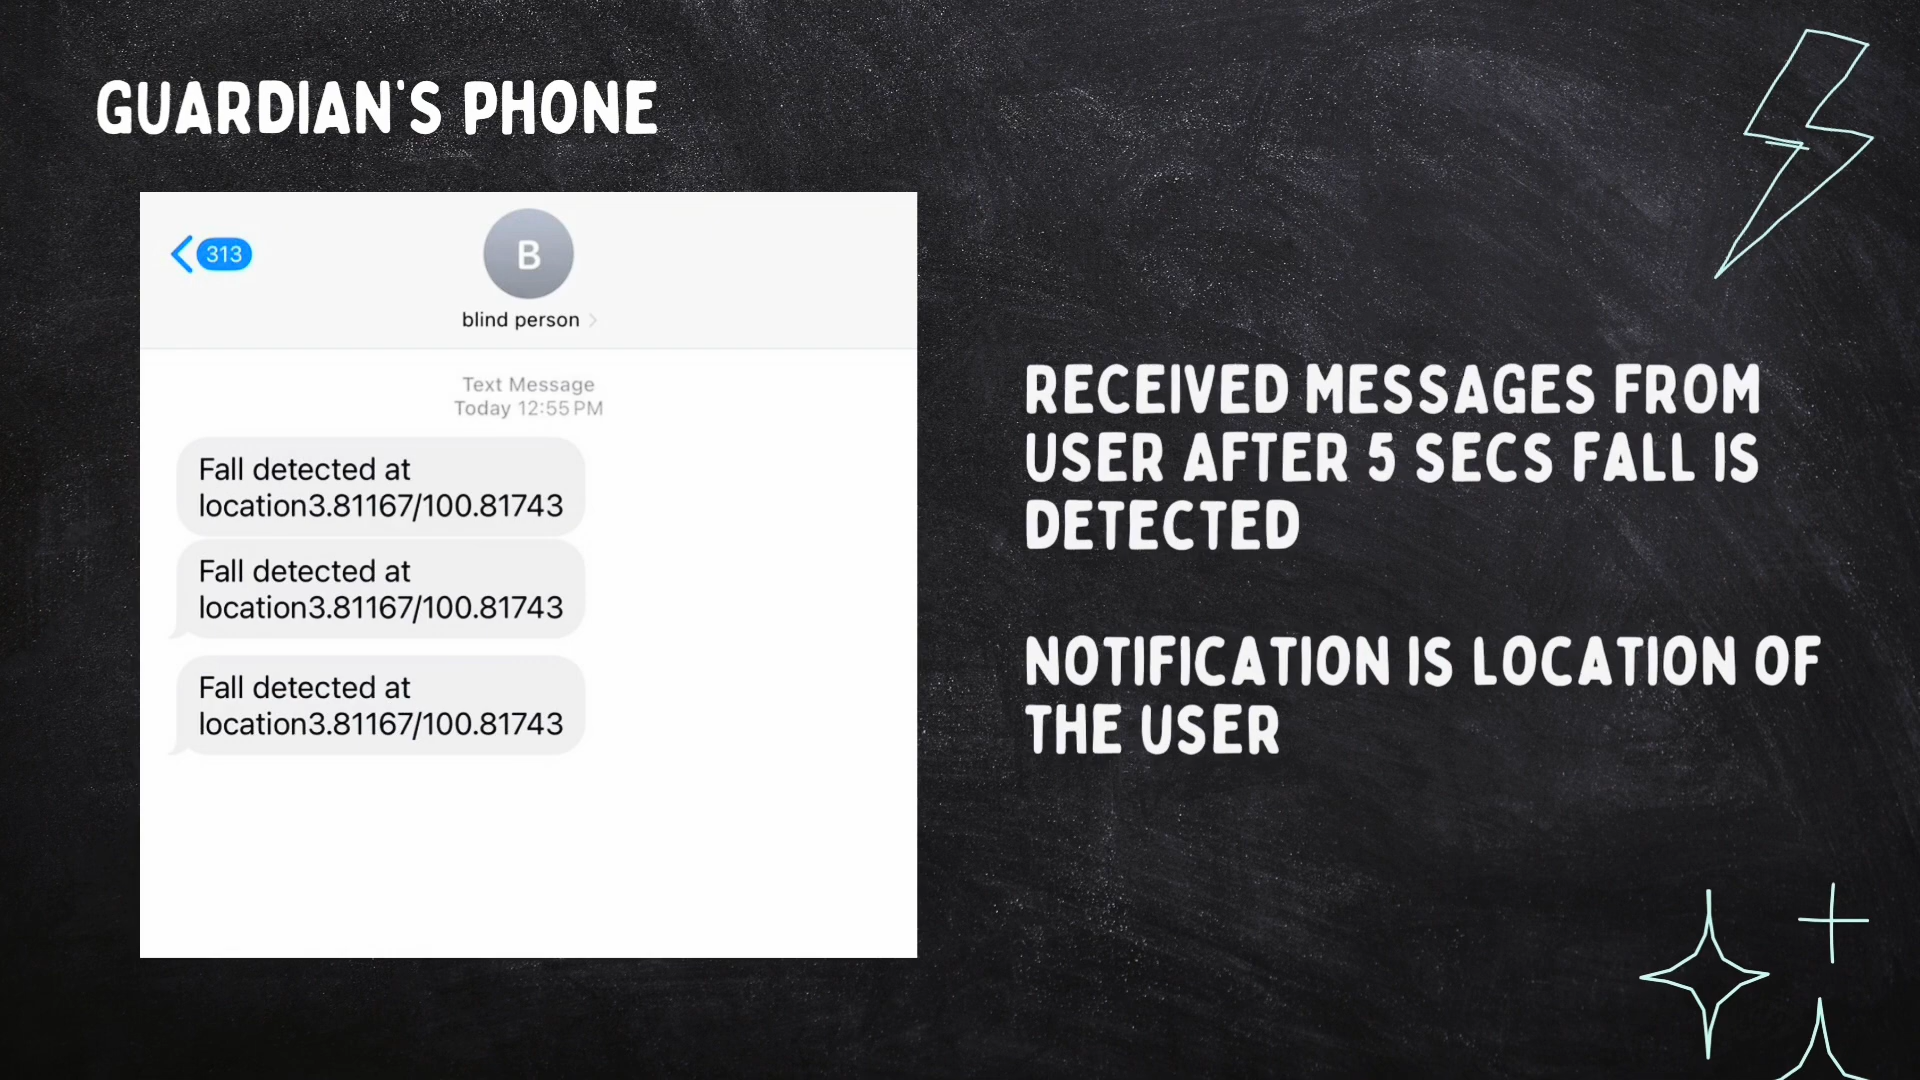 GUARDIAN'S PHONE
313
B
blind person
Text Message
Today 12:55 PM
Fall detected at
location3.81167/100.81743
Fall detected at
location3.81167/100.81743
Fall detected at
location3.81167/100.81743
RECEIVED MESSAGES FROM
USER AFTER 5 SECS FALL IS
DETECTED
NOTIFICATION IS LOCATION OF
THE USER